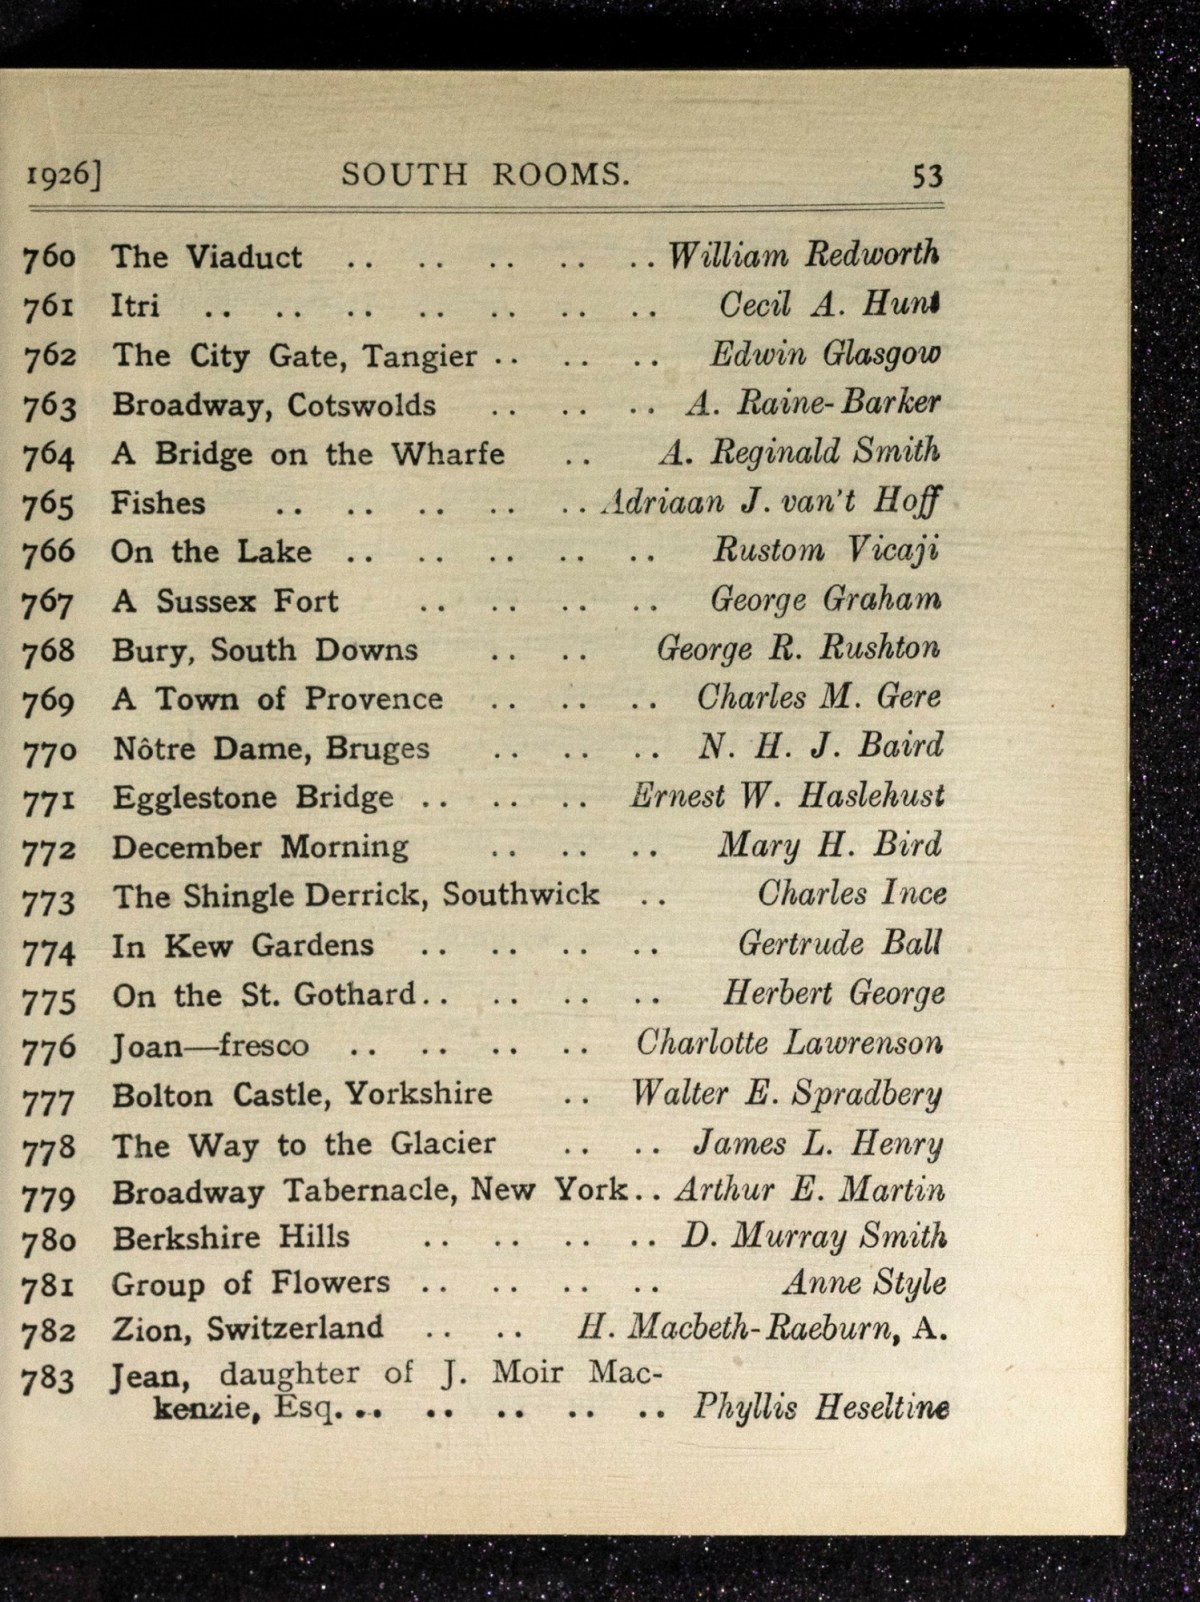 1926] SOUTH ROOMS. 53
760 The Viaduct .. .. .. .. .. William Redworth
761 Itri .. .. .. .. .. .. .. Cecil A. Hunt
762 The City Gate, Tangier .. .. .. Edwin Glasgow
763 Broadway, Cotswolds .. .. .. A. Raine-Barker
764 A Bridge on the Wharfe .. A. Reginald Smith
765 Fishes .. .. .. .. .. Adriaan J. van't Hoff
766 On the Lake .. .. .. .. .. Rustom Vicaji
767 A Sussex Fort .. .. .. .. George Graham
768 Bury, South Downs .. .. George R. Rushton
769 A Town of Provence .. .. .. Charles M. Gere
770 Nôtre Dame, Bruges .. .. .. N. H. J. Baird
771 Egglestone Bridge .. .. .. Ernest W. Haslehust
772 December Morning .. .. .. Mary H. Bird
773 The Shingle Derrick, Southwick .. Charles Ince
774 In Kew Gardens .. .. .. .. Gertrude Ball
775 On the St. Gothard .. .. .. .. Herbert George
776 Joan—fresco .. .. .. .. Charlotte Lawrenson
777 Bolton Castle, Yorkshire .. Walter E. Spradbery
778 The Way to the Glacier .. .. James L. Henry
779 Broadway Tabernacle, New York .. Arthur E. Martin
780 Berkshire Hills .. .. .. .. D. Murray Smith
781 Group of Flowers .. .. .. .. Anne Style
782 Zion, Switzerland .. .. H. Macbeth-Raeburn, A.
783 Jean, daughter of J. Moir Mac-
kenzie, Esq. .. .. .. .. .. Phyllis Heseltine